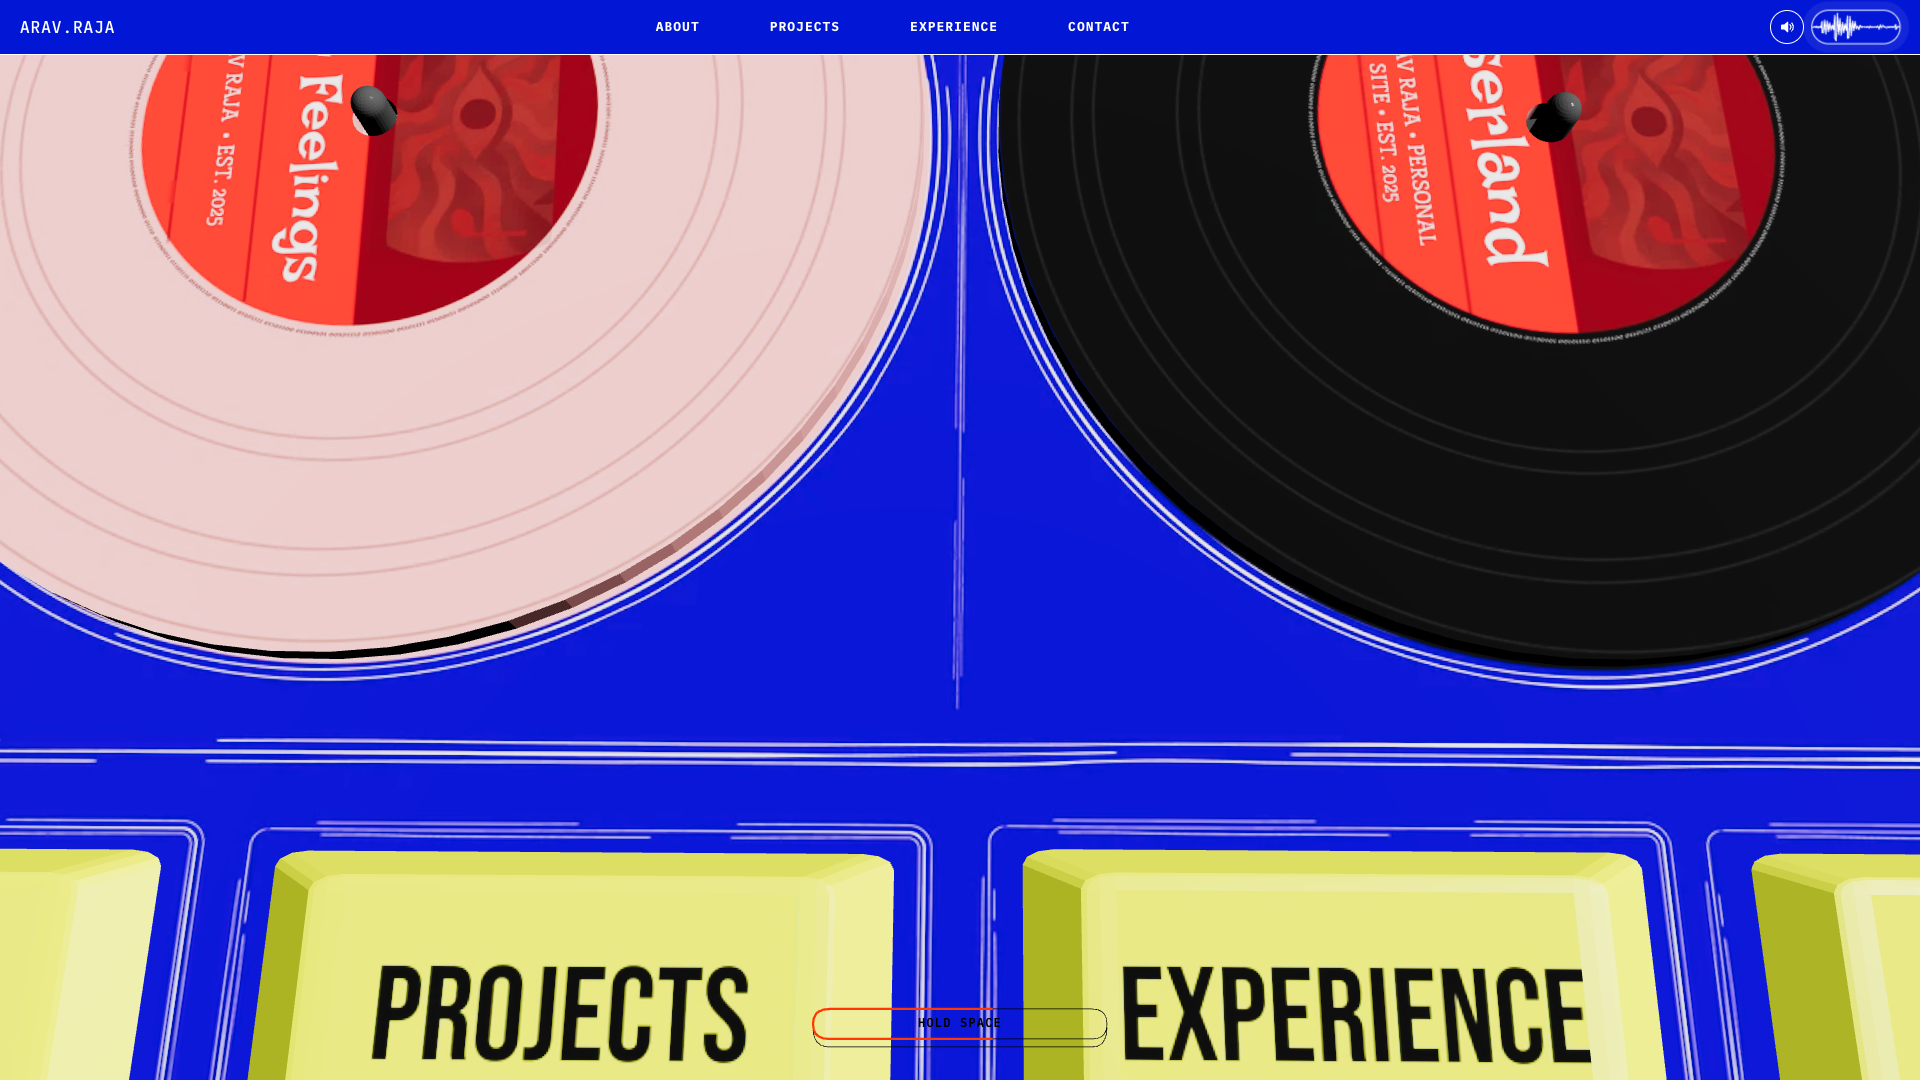 ARAV.RAJA
ABOUT
PROJECTS
EXPERIENCE
CONTACT
V RAJA • EST. 2025
Feelings
AV RAJA • PERSONAL
SITE • EST. 2025
serland
PROJECTS
HOLD SPACE
EXPERIENCE